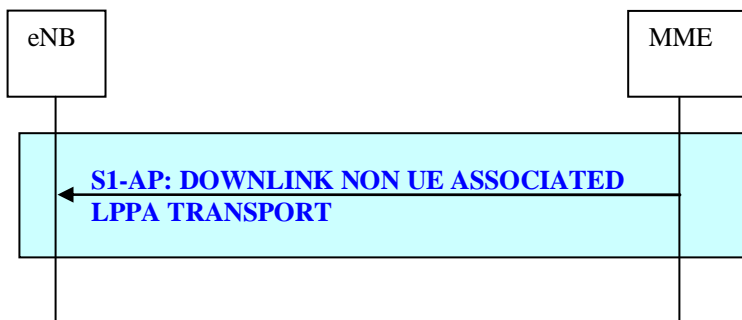 eNB
MME
S1-AP: DOWNLINK NON UE ASSOCIATED
LPPA TRANSPORT